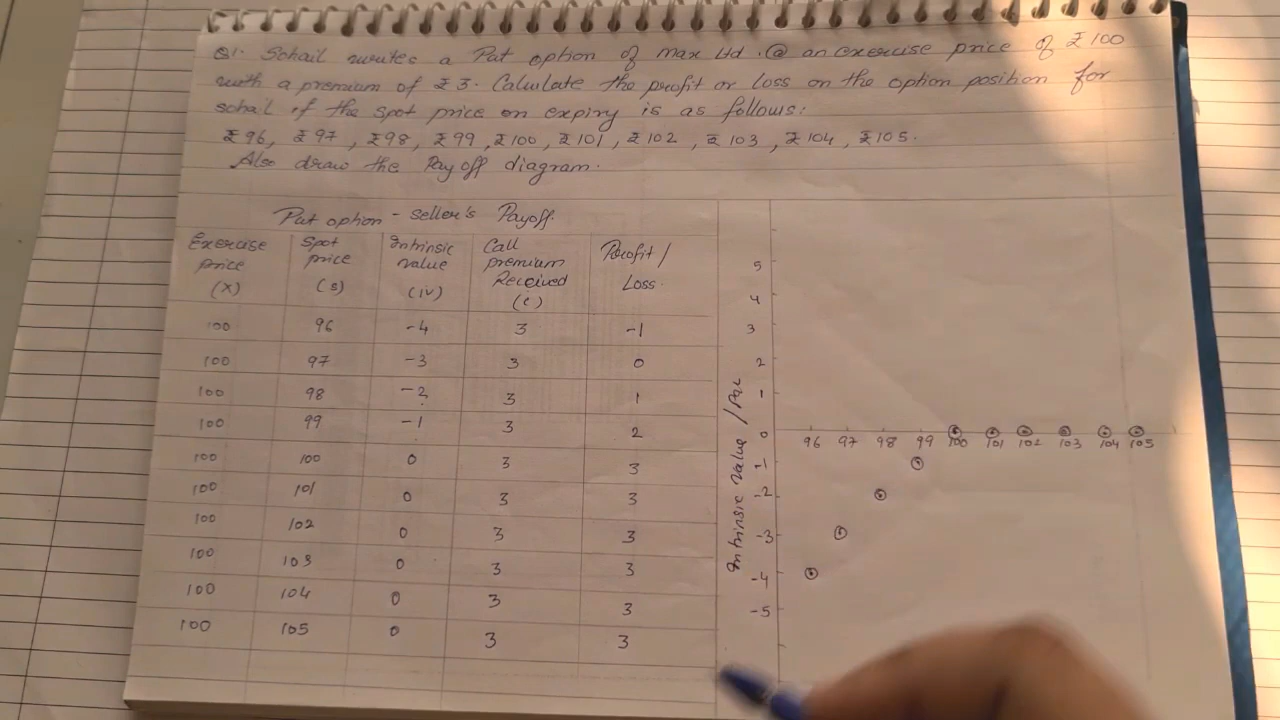 Q1. Sohail writes a Put option of Max Ltd. @ an exercise price of ₹100
with a premium of ₹3. Calculate the profit or loss on the option position for
sohail if the spot price on expiry is as follows:
₹96, ₹97, ₹98, ₹99, ₹100, ₹101, ₹102, ₹103, ₹104, ₹105.
Also draw the Pay off diagram.
Put option - seller's Payoff.
Exercise price (X) Spot price (s) Intrinsic value (IV) Call premium Received (c) Profit / Loss.
100 96 -4 3 -1
100 97 -3 3 0
100 98 -2 3 1
100 99 -1 3 2
100 100 0 3 3
100 101 0 3 3
100 102 0 3 3
100 103 0 3 3
100 104 0 3 3
100 105 0 3 3
Intrinsic value /
5
4
3
2
1
0
96 97 98 99 100 101 102 103 104 105
-1
-2
-3
-4
-5